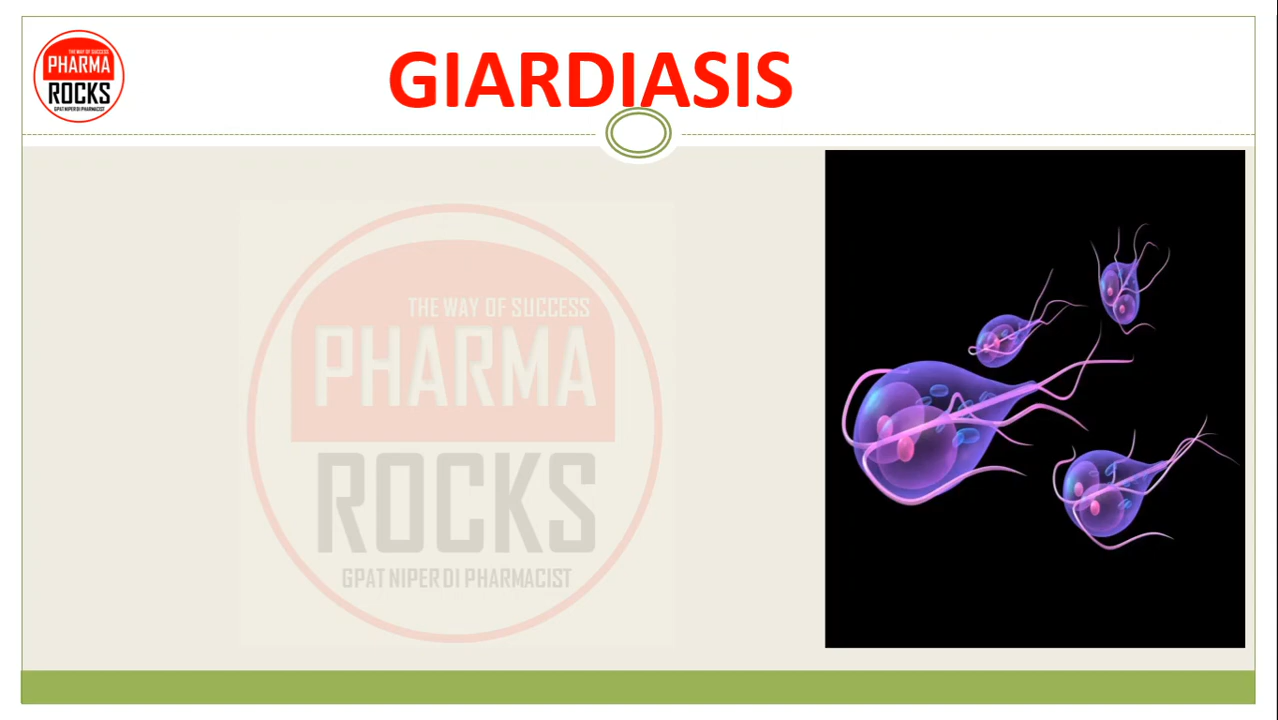 THE WAY OF SUCCESS
PHARMA
ROCKS
GPAT NIPER DI PHARMACIST
GIARDIASIS
THE WAY OF SUCCESS
PHARMA
ROCKS
GPAT NIPER DI PHARMACIST